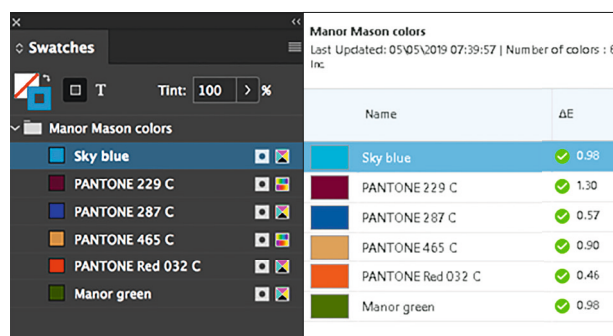 Swatches
T Tint: 100 > %
Manor Mason colors
Sky blue
PANTONE 229 C
PANTONE 287 C
PANTONE 465 C
PANTONE Red 032 C
Manor green
Manor Mason colors
Last Updated: 05\05\2019 07:39:57 | Number of colors : 6
Inc.
Name ΔE
Sky blue 0.98
PANTONE 229 C 1.30
PANTONE 287 C 0.57
PANTONE 465 C 0.90
PANTONE Red 032 C 0.46
Manor green 0.98